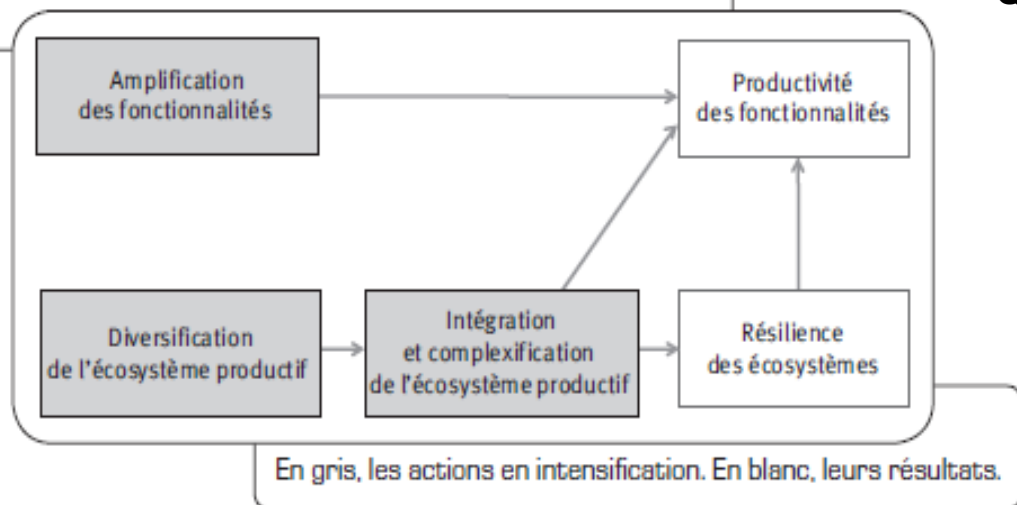 Amplification
des fonctionnalités
Productivité
des fonctionnalités
Diversification
de l'écosystème productif
Intégration
et complexification
de l'écosystème productif
Résilience
des écosystèmes
En gris, les actions en intensification. En blanc, leurs résultats.